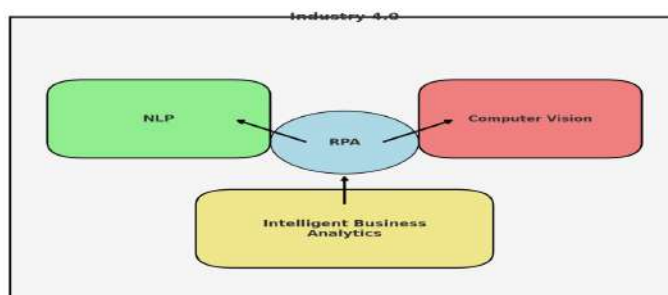 Industry 4.0
NLP
RPA
Computer Vision
Intelligent Business
Analytics